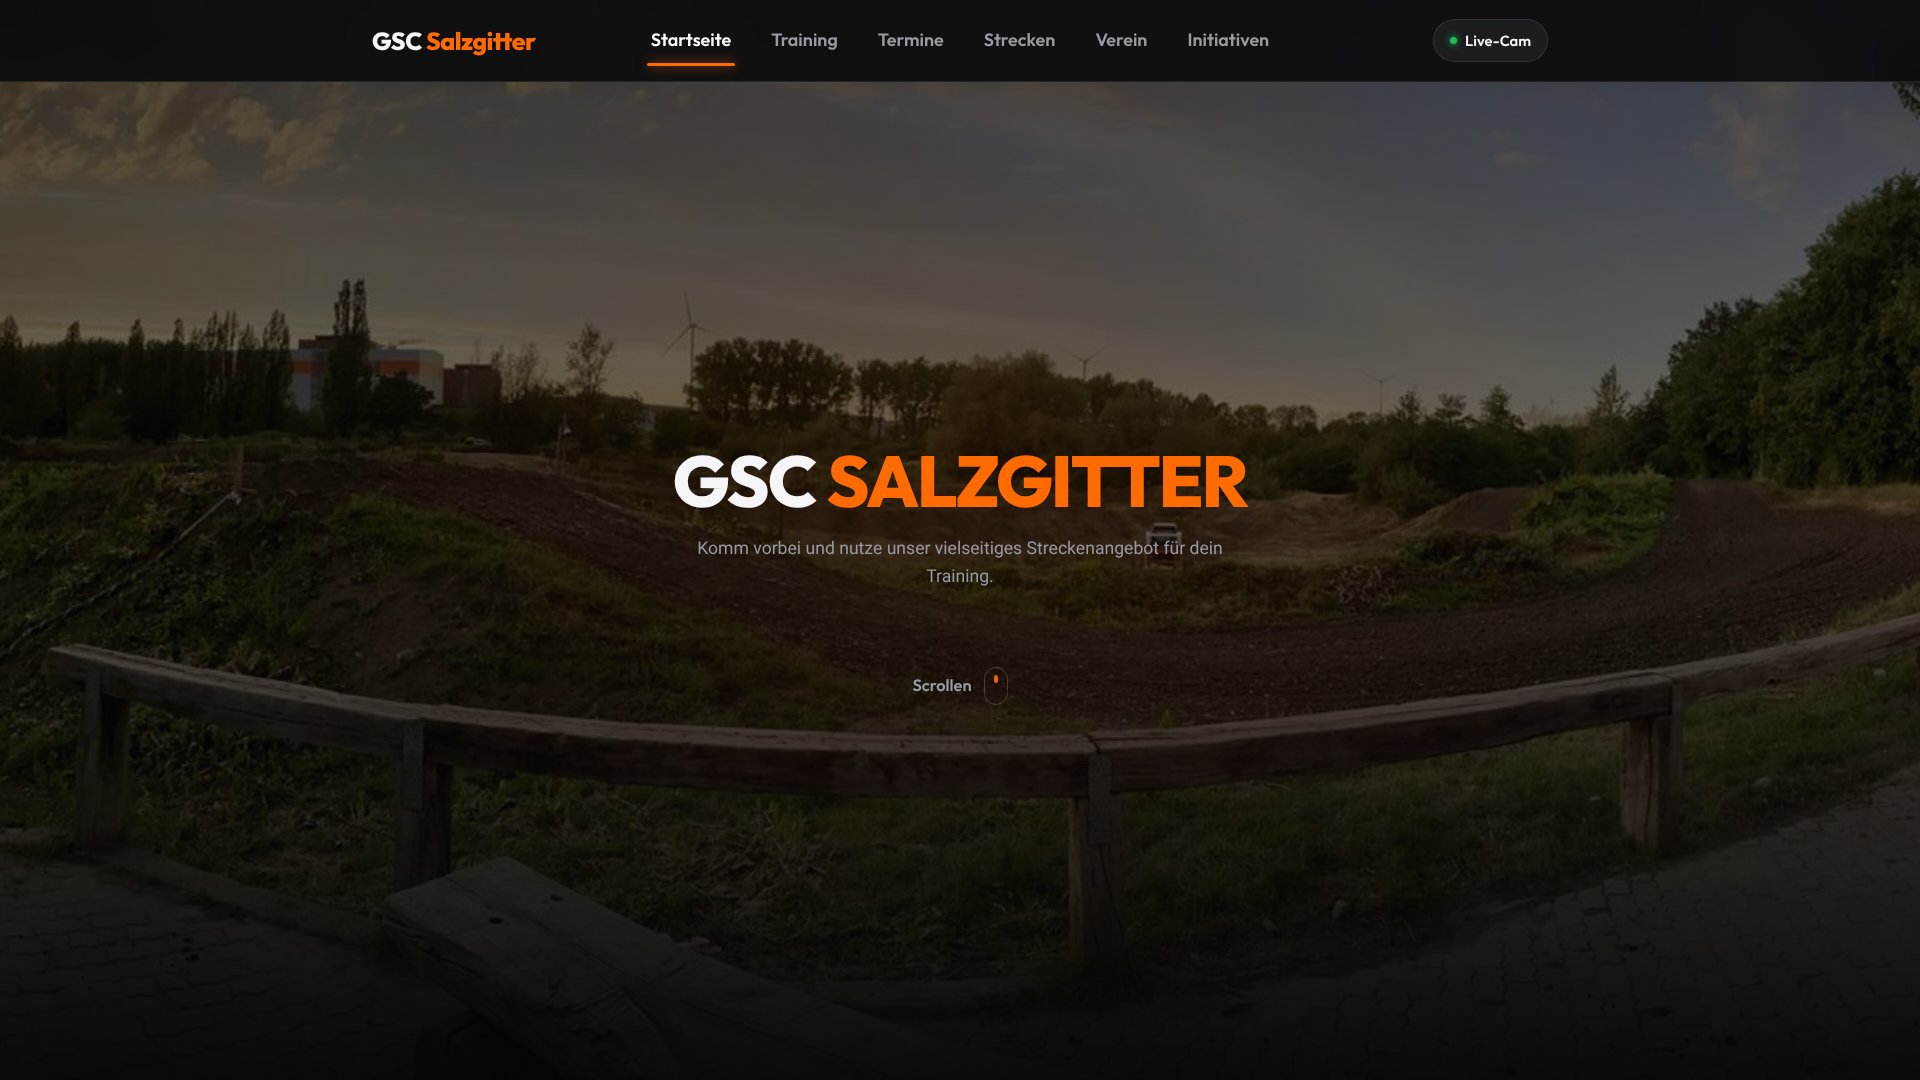 GSC Salzgitter
Startseite
Training
Termine
Strecken
Verein
Initiativen
Live-Cam
GSC SALZGITTER
Komm vorbei und nutze unser vielseitiges Streckenangebot für dein
Training.
Scrollen